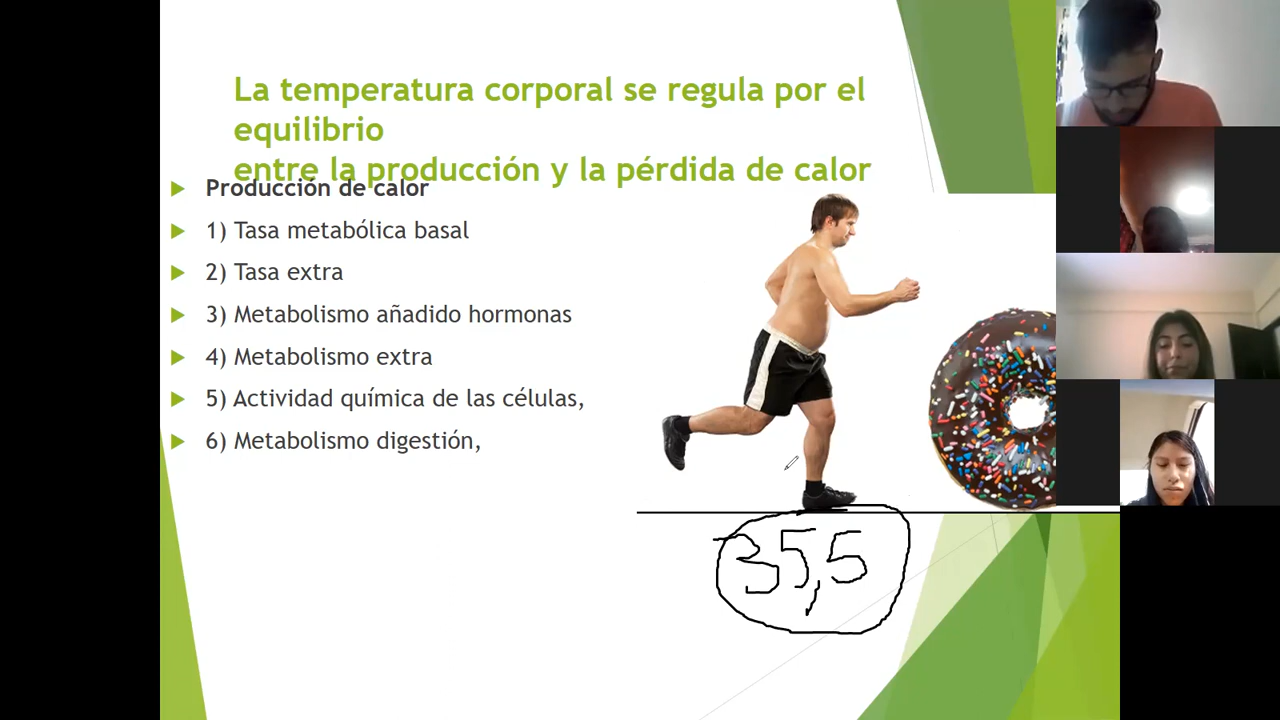 La temperatura corporal se regula por el
equilibrio
entre la producción y la pérdida de calor
Producción de calor
1) Tasa metabólica basal
2) Tasa extra
3) Metabolismo añadido hormonas
4) Metabolismo extra
5) Actividad química de las células,
6) Metabolismo digestión,
35,5